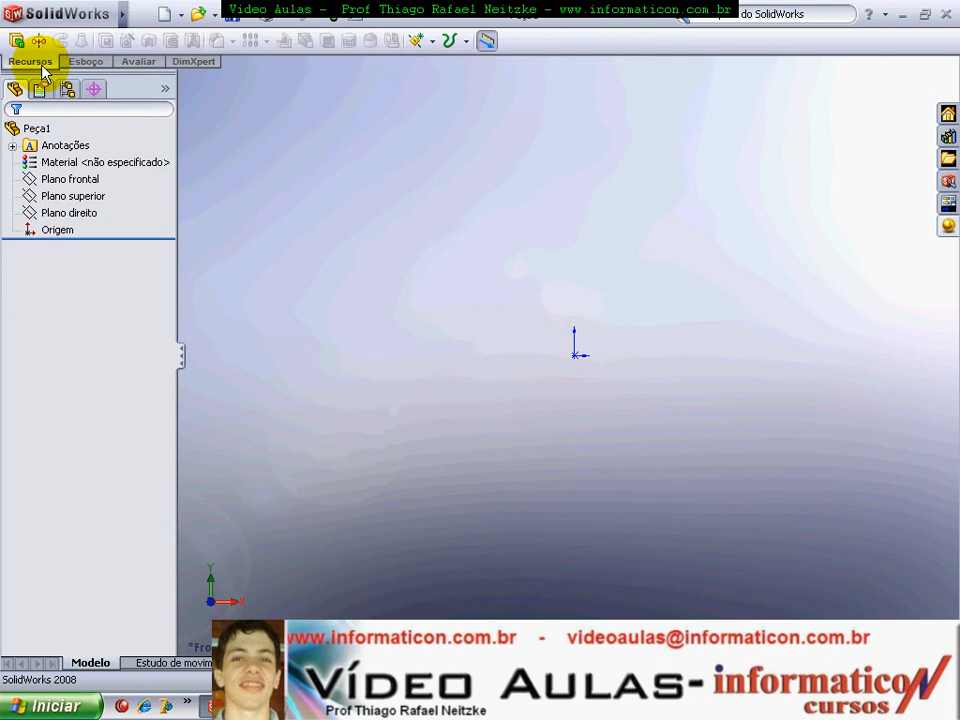 SolidWorks
Video Aulas - Prof Thiago Rafael Neitzke - www.informaticon.com.br
do SolidWorks
Recursos Esboço Avaliar DimXpert
Peça1
Anotações
Material <não especificado>
Plano frontal
Plano superior
Plano direito
Origem
Y
X
*Fro
Modelo Estudo de movim
SolidWorks 2008
Iniciar
www.informaticon.com.br - videoaulas@informaticon.com.br
Vídeo Aulas- informaticon cursos
Prof Thiago Rafael Neitzke